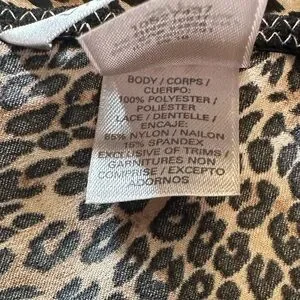 BODY / CORPS /
CUERPO:
100% POLYESTER /
POLIÉSTER
LACE / DENTELLE /
ENCAJE:
85% NYLON / NAILON
15% SPANDEX
EXCLUSIVE OF TRIMS /
GARNITURES NON
COMPRISE / EXCEPTO
ADORNOS